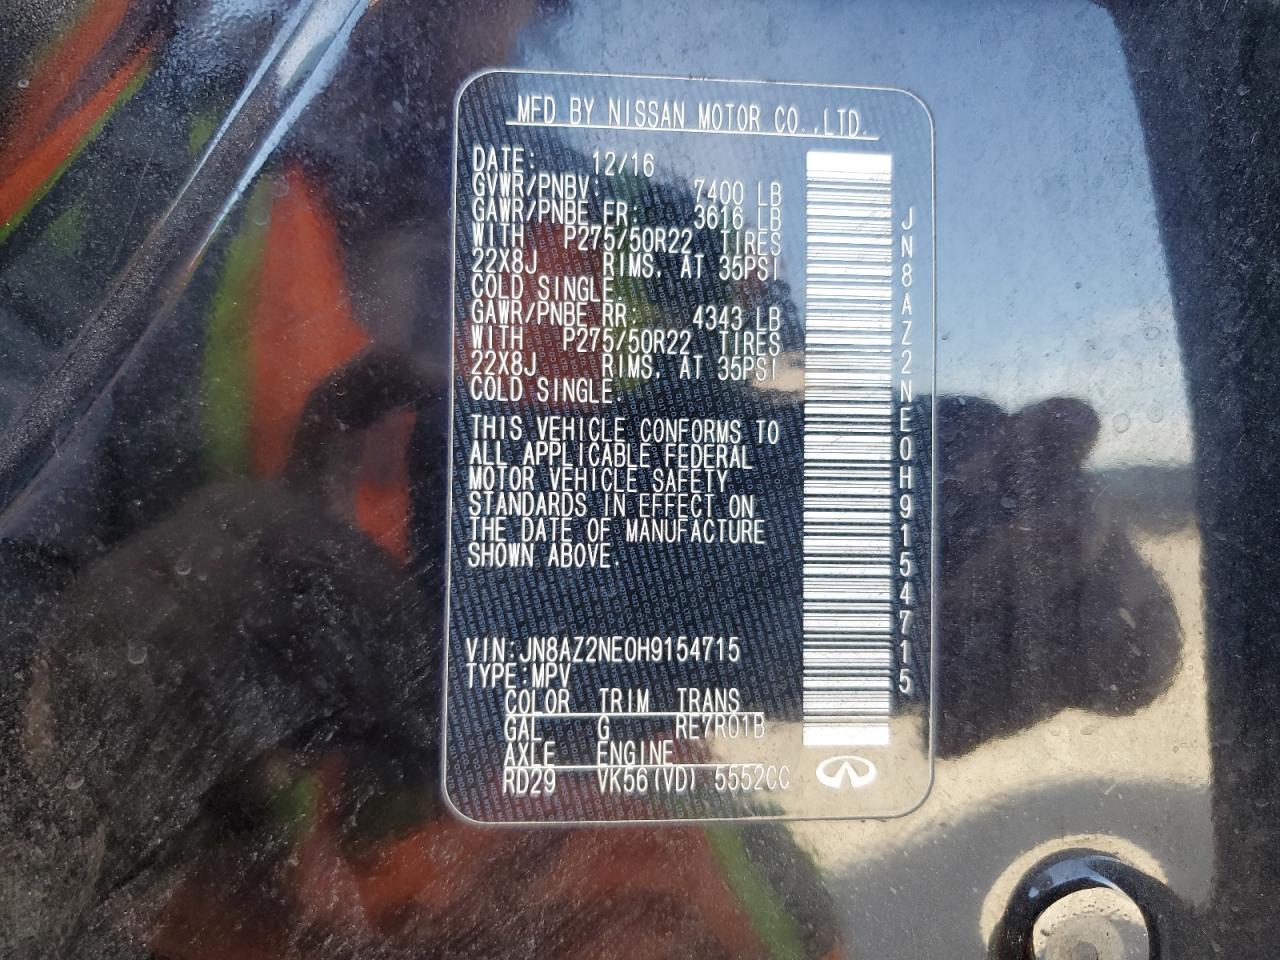 MFD BY NISSAN MOTOR CO.,LTD.
DATE: 12/16
GVWR/PNBV: 7400 LB
GAWR/PNBE FR: 3616 LB
WITH P275/50R22 TIRES
22X8J RIMS, AT 35PSI
COLD SINGLE.
GAWR/PNBE RR: 4343 LB
WITH P275/50R22 TIRES
22X8J RIMS, AT 35PSI
COLD SINGLE.
THIS VEHICLE CONFORMS TO
ALL APPLICABLE FEDERAL
MOTOR VEHICLE SAFETY
STANDARDS IN EFFECT ON
THE DATE OF MANUFACTURE
SHOWN ABOVE.
VIN:JN8AZ2NE0H9154715
TYPE:MPV
COLOR TRIM TRANS
GAL G RE7R01B
AXLE ENGINE
RD29 VK56(VD) 5552CC
JN8AZ2NE0H9154715